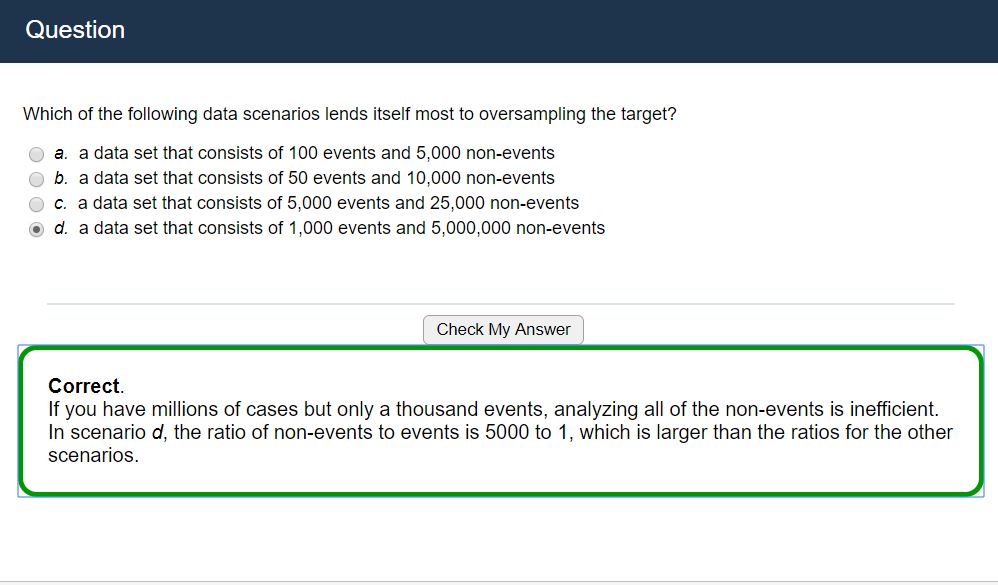 Question
Which of the following data scenarios lends itself most to oversampling the target?
a. a data set that consists of 100 events and 5,000 non-events
b. a data set that consists of 50 events and 10,000 non-events
c. a data set that consists of 5,000 events and 25,000 non-events
d. a data set that consists of 1,000 events and 5,000,000 non-events
Check My Answer
Correct.
If you have millions of cases but only a thousand events, analyzing all of the non-events is inefficient.
In scenario d, the ratio of non-events to events is 5000 to 1, which is larger than the ratios for the other
scenarios.